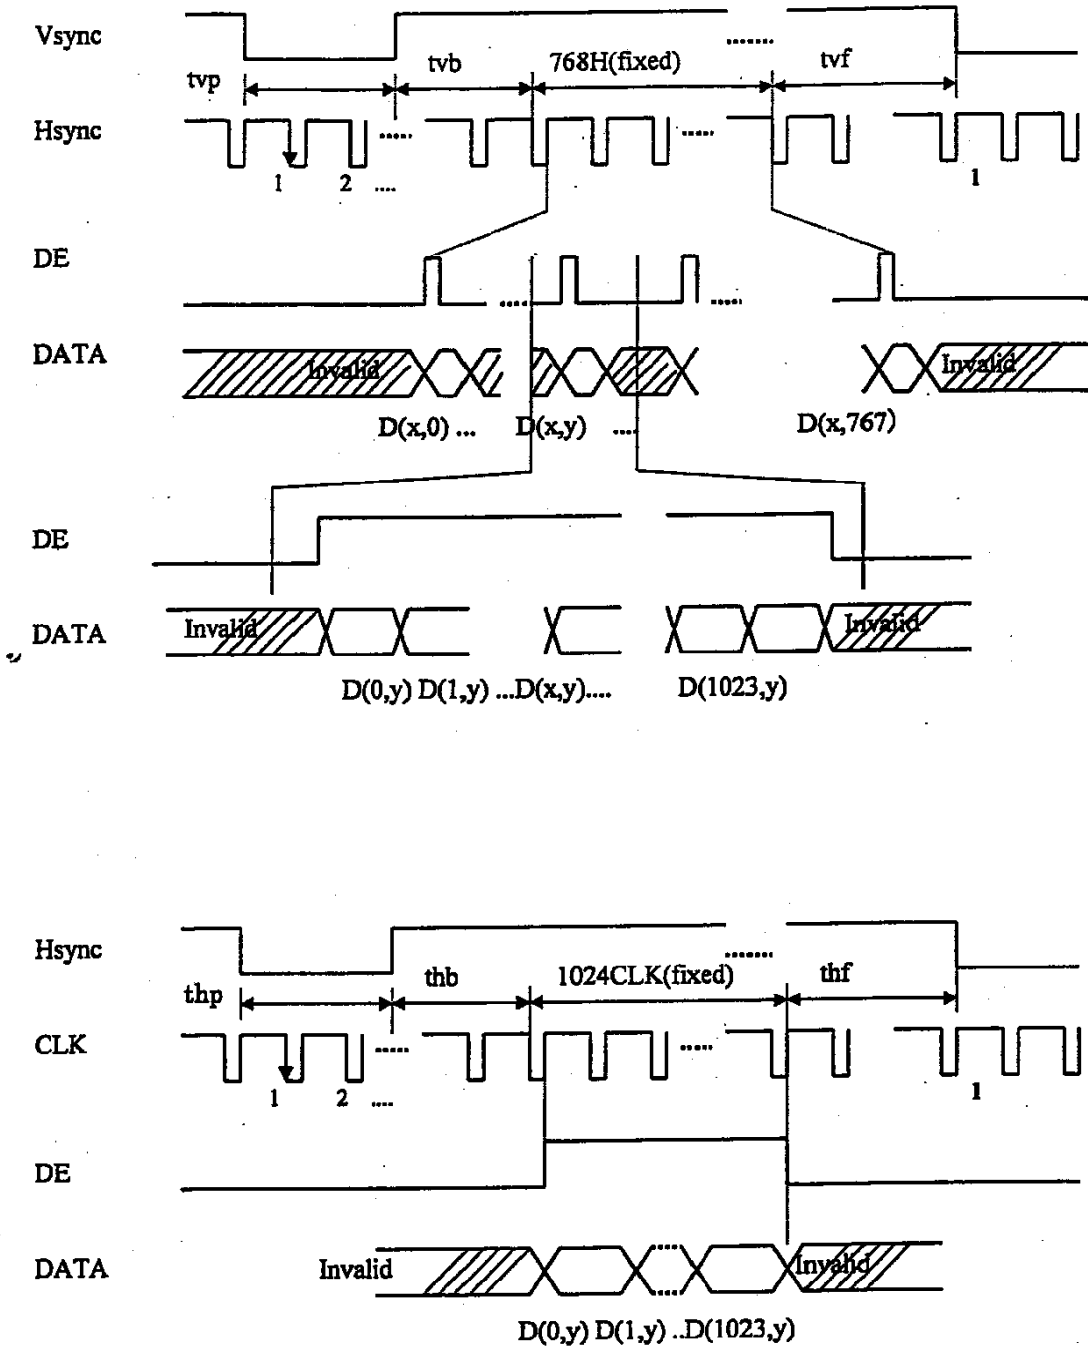 Vsync
tvp
tvb
768H(fixed)
........
tvf
Hsync
......
......
1 2 ....
1
DE
......
......
DATA
Invalid
Invalid
D(x,0) ...
D(x,y)
....
D(x,767)
DE
DATA
Invalid
Invalid
D(0,y) D(1,y) ...D(x,y)....
D(1023,y)
Hsync
thp
thb
1024CLK(fixed)
........
thf
CLK
......
......
1 2 ....
1
DE
DATA
Invalid
Invalid
D(0,y) D(1,y) ..D(1023,y)